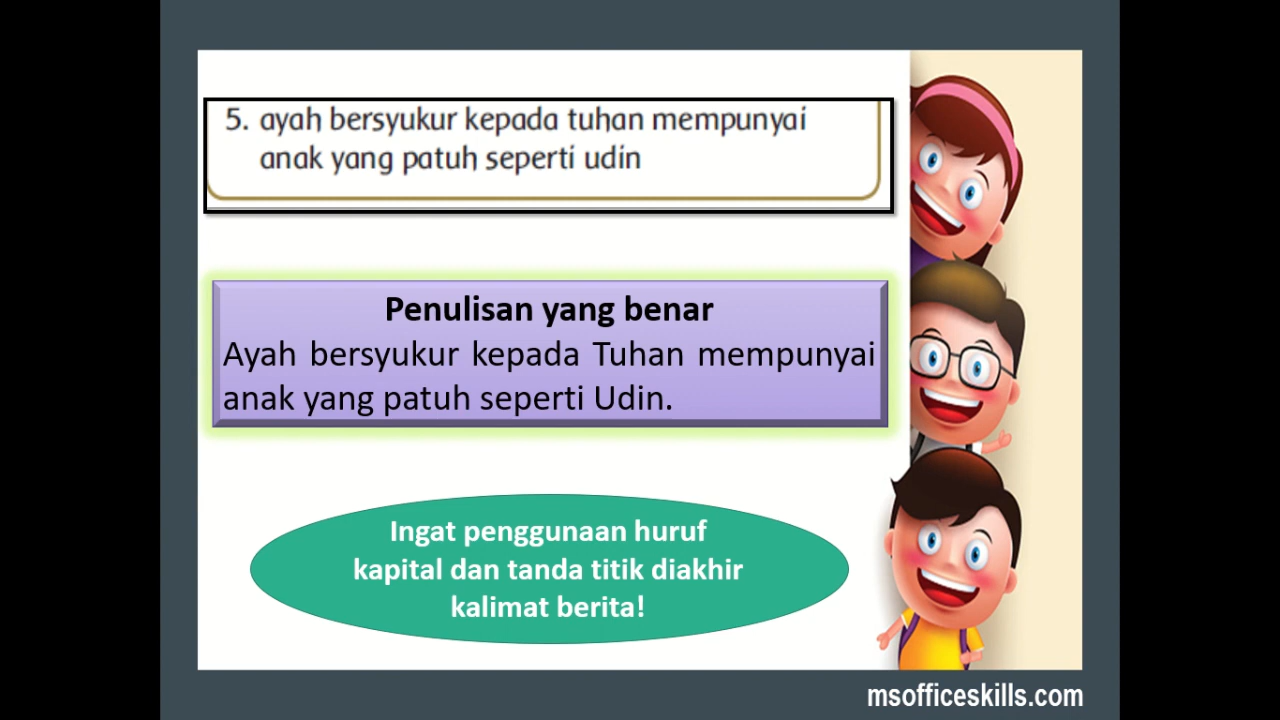 5. ayah bersyukur kepada tuhan mempunyai
anak yang patuh seperti udin
Penulisan yang benar
Ayah bersyukur kepada Tuhan mempunyai
anak yang patuh seperti Udin.
Ingat penggunaan huruf
kapital dan tanda titik diakhir
kalimat berita!
msofficeskills.com